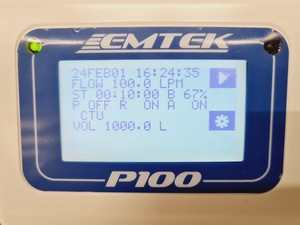 EMTEK
24FEB01 16:24:35
FLOW 100.0 LPM
ST 00:10:00 B 67%
P OFF R ON A ON
CTU
VOL 1000.0 L
P100